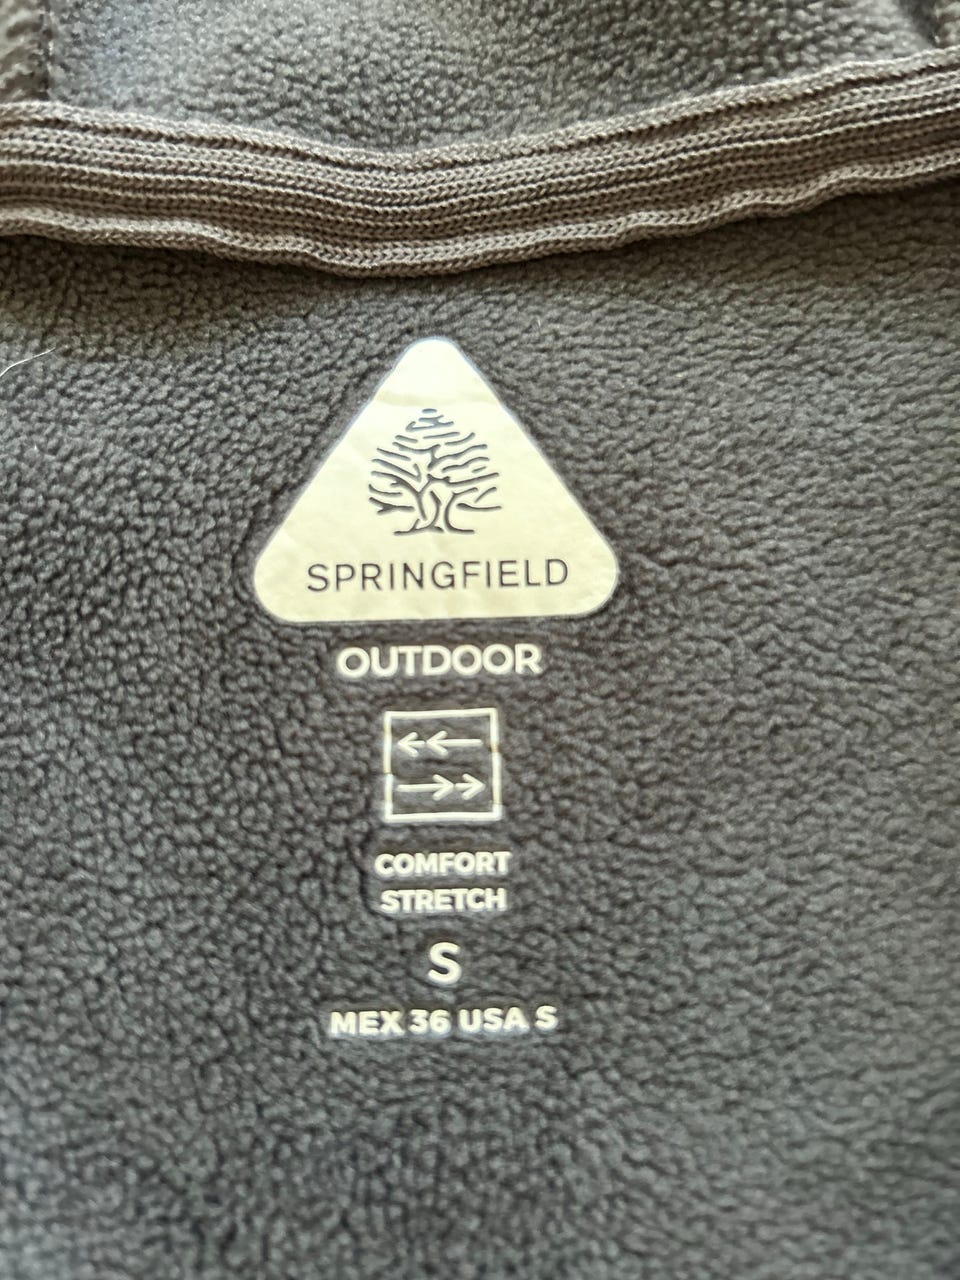 SPRINGFIELD
OUTDOOR
COMFORT
STRETCH
S
MEX 36 USA S